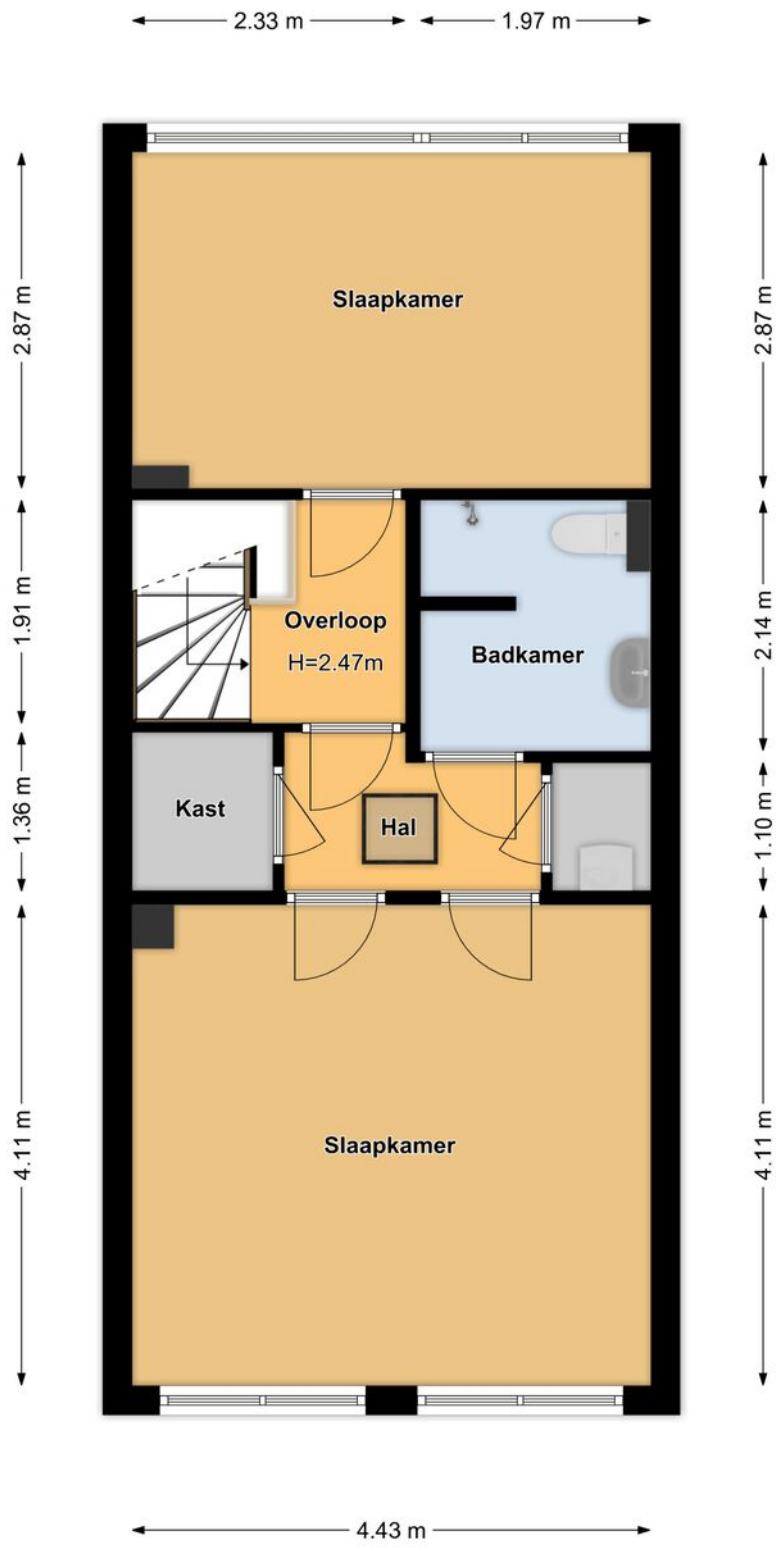 2.33 m
1.97 m
2.87 m
Slaapkamer
2.87 m
1.91 m
Overloop
H=2.47m
Badkamer
2.14 m
1.36 m
Kast
Hal
1.10 m
4.11 m
Slaapkamer
4.11 m
4.43 m